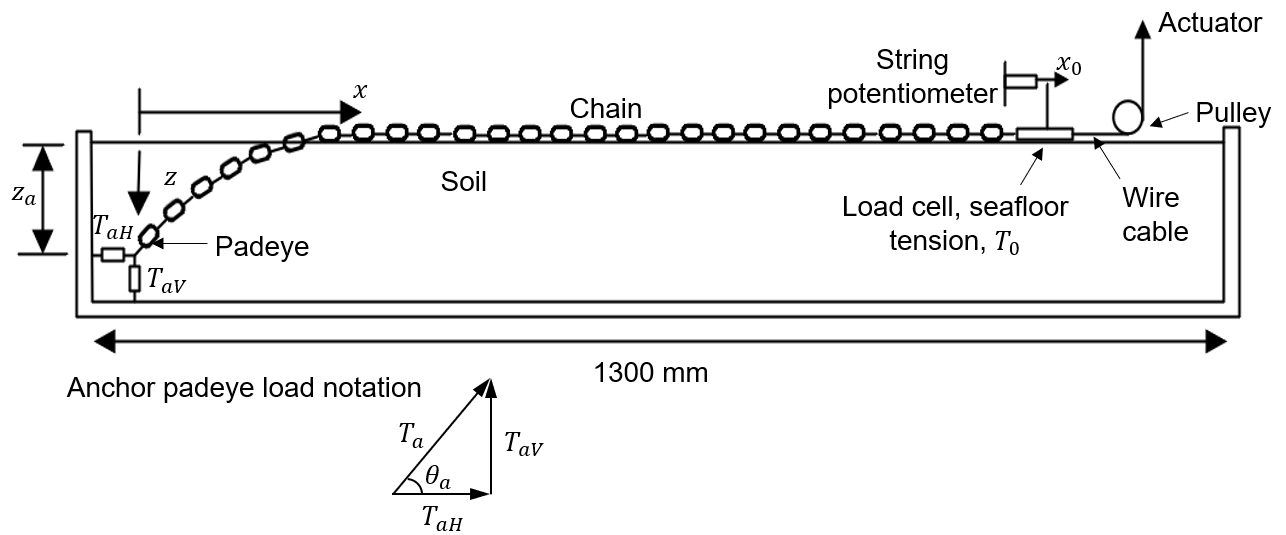 Actuator
String
potentiometer
x₀
x
Chain
Pulley
zₐ
z
Soil
Wire
cable
Load cell, seafloor
tension, T₀
TₐH
Padeye
TₐV
1300 mm
Anchor padeye load notation
Tₐ
TₐV
θₐ
TₐH